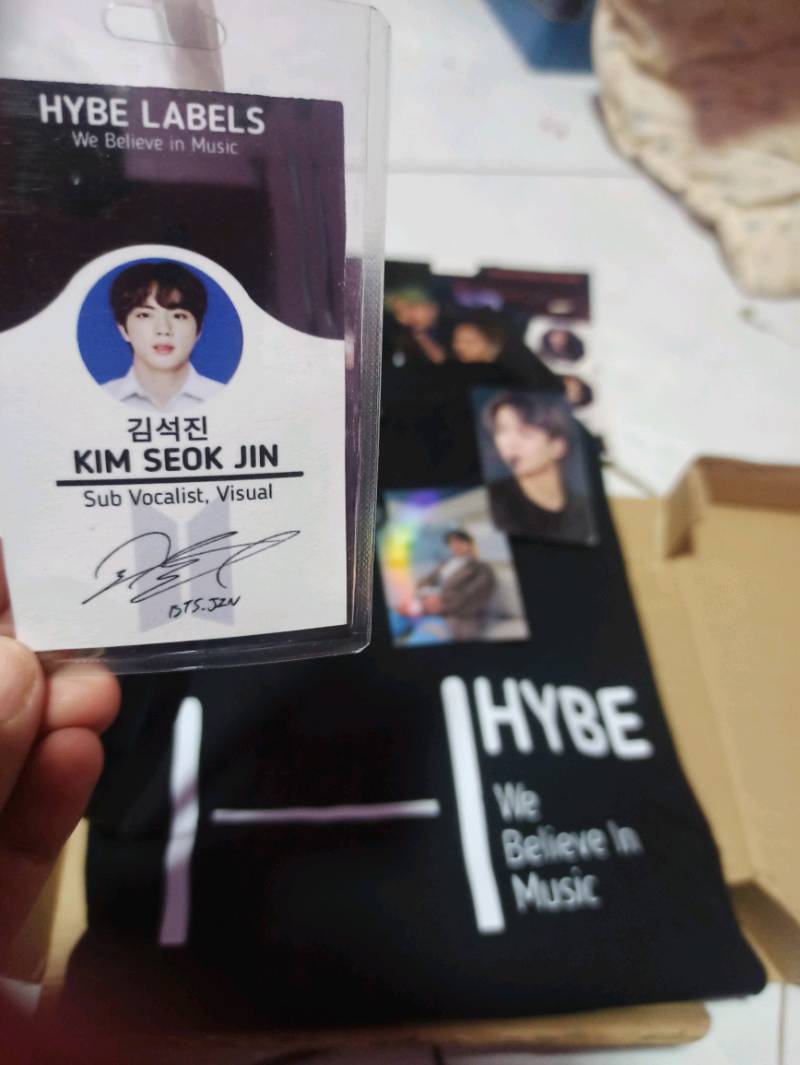 HYBE LABELS
We Believe in Music
김석진
KIM SEOK JIN
Sub Vocalist, Visual
BTS.JIN
HYBE
We
Believe In
Music